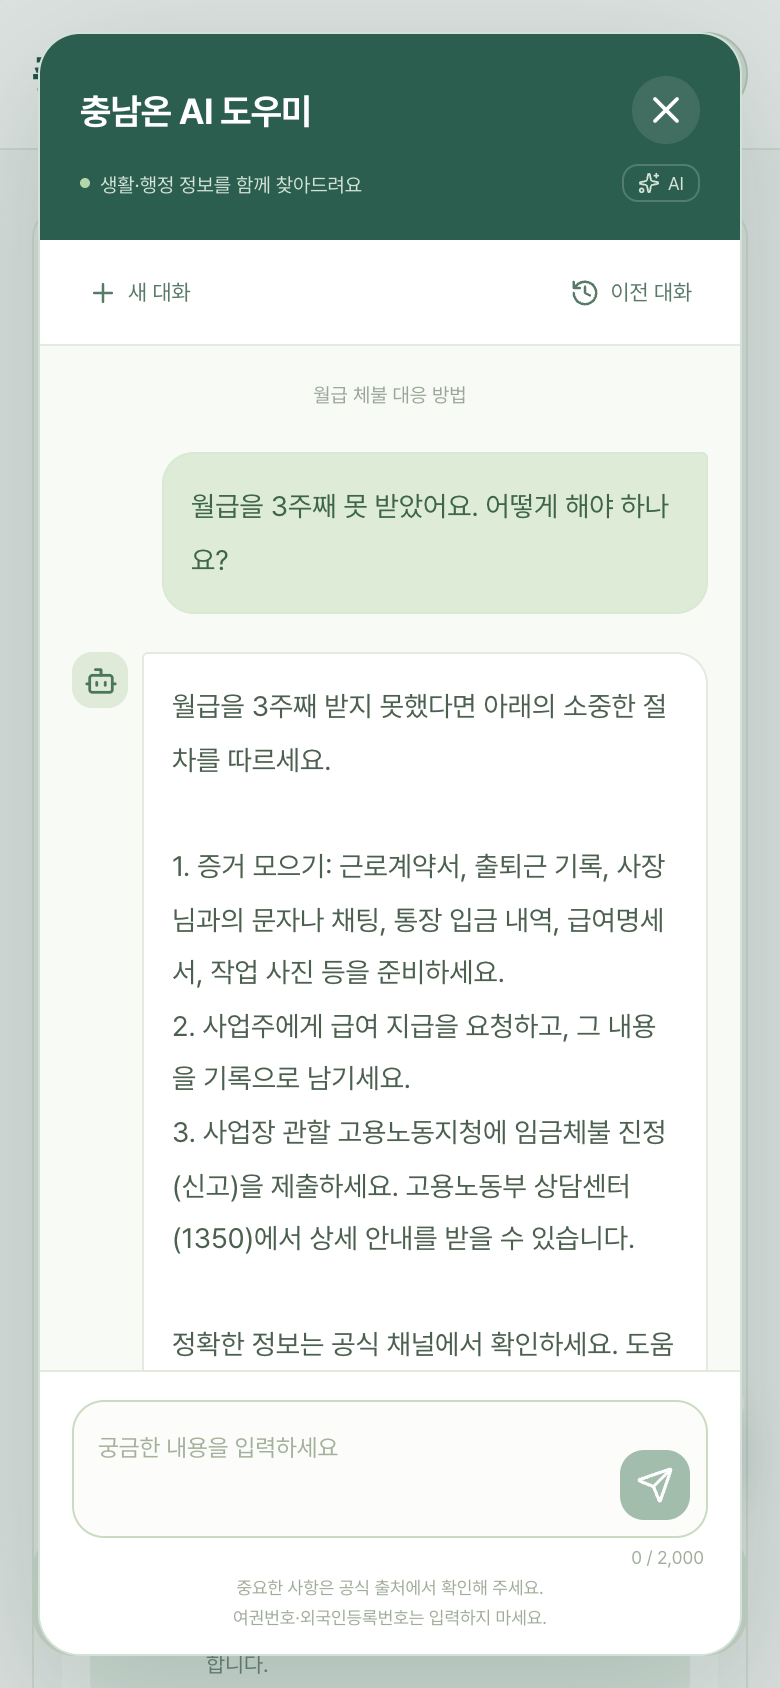 충남온 AI 도우미
생활·행정 정보를 함께 찾아드려요
AI
새 대화
이전 대화
월급 체불 대응 방법
월급을 3주째 못 받았어요. 어떻게 해야 하나
요?
월급을 3주째 받지 못했다면 아래의 소중한 절
차를 따르세요.
1. 증거 모으기: 근로계약서, 출퇴근 기록, 사장
님과의 문자나 채팅, 통장 입금 내역, 급여명세
서, 작업 사진 등을 준비하세요.
2. 사업주에게 급여 지급을 요청하고, 그 내용
을 기록으로 남기세요.
3. 사업장 관할 고용노동지청에 임금체불 진정
(신고)을 제출하세요. 고용노동부 상담센터
(1350)에서 상세 안내를 받을 수 있습니다.
정확한 정보는 공식 채널에서 확인하세요. 도움
궁금한 내용을 입력하세요
0 / 2,000
중요한 사항은 공식 출처에서 확인해 주세요.
여권번호·외국인등록번호는 입력하지 마세요.
합니다.